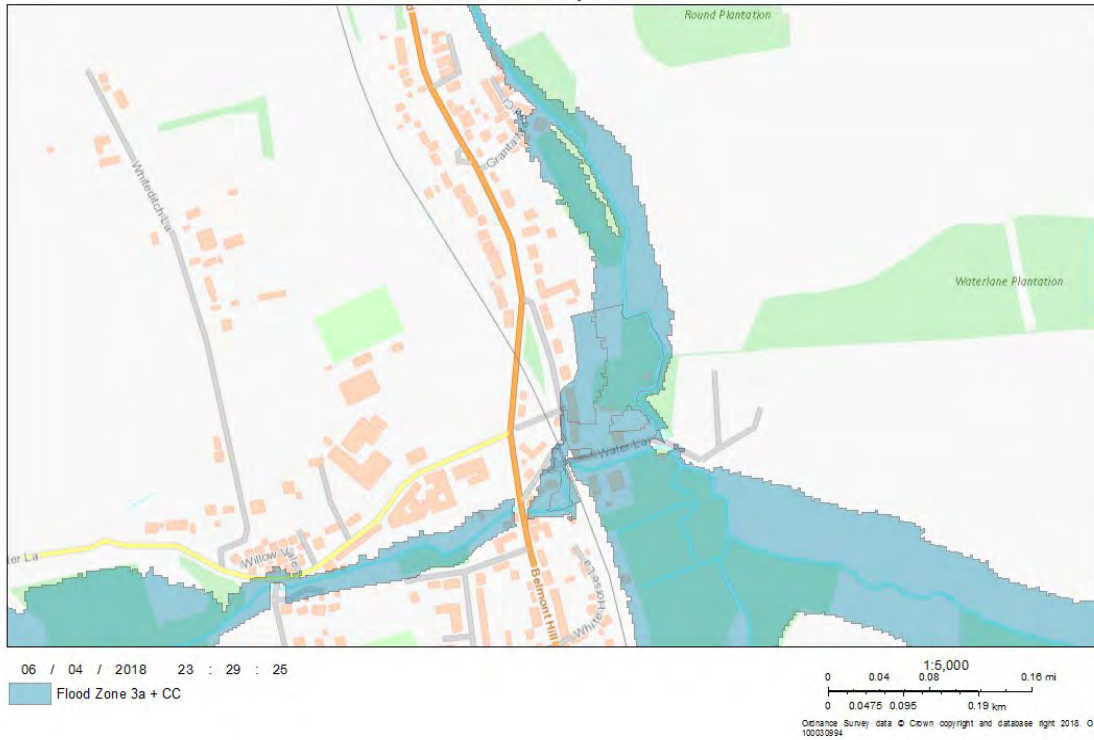 Round Plantation
Granta
Whiteditch La
Waterlane Plantation
Water La
ter La
Willow Vale
Belmont Hill
White Horse La
06 / 04 / 2018 23 : 29 : 25
Flood Zone 3a + CC
1:5,000
0 0.04 0.08 0.16 mi
0 0.0475 0.095 0.19 km
Ordnance Survey data © Crown copyright and database right 2018. O
100030994